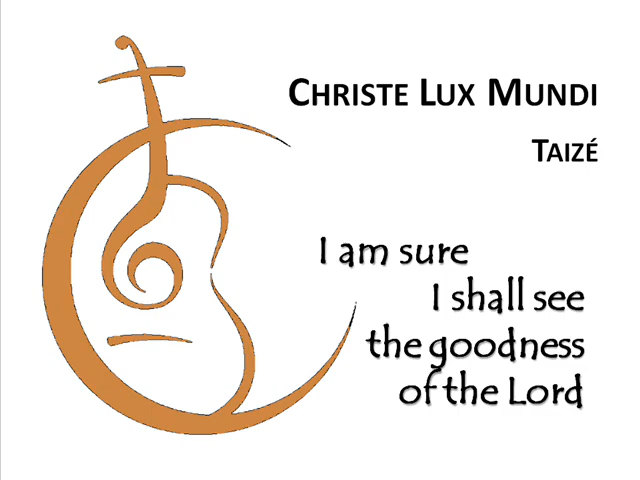 Christe Lux Mundi
Taizé
I am sure
I shall see
the goodness
of the Lord